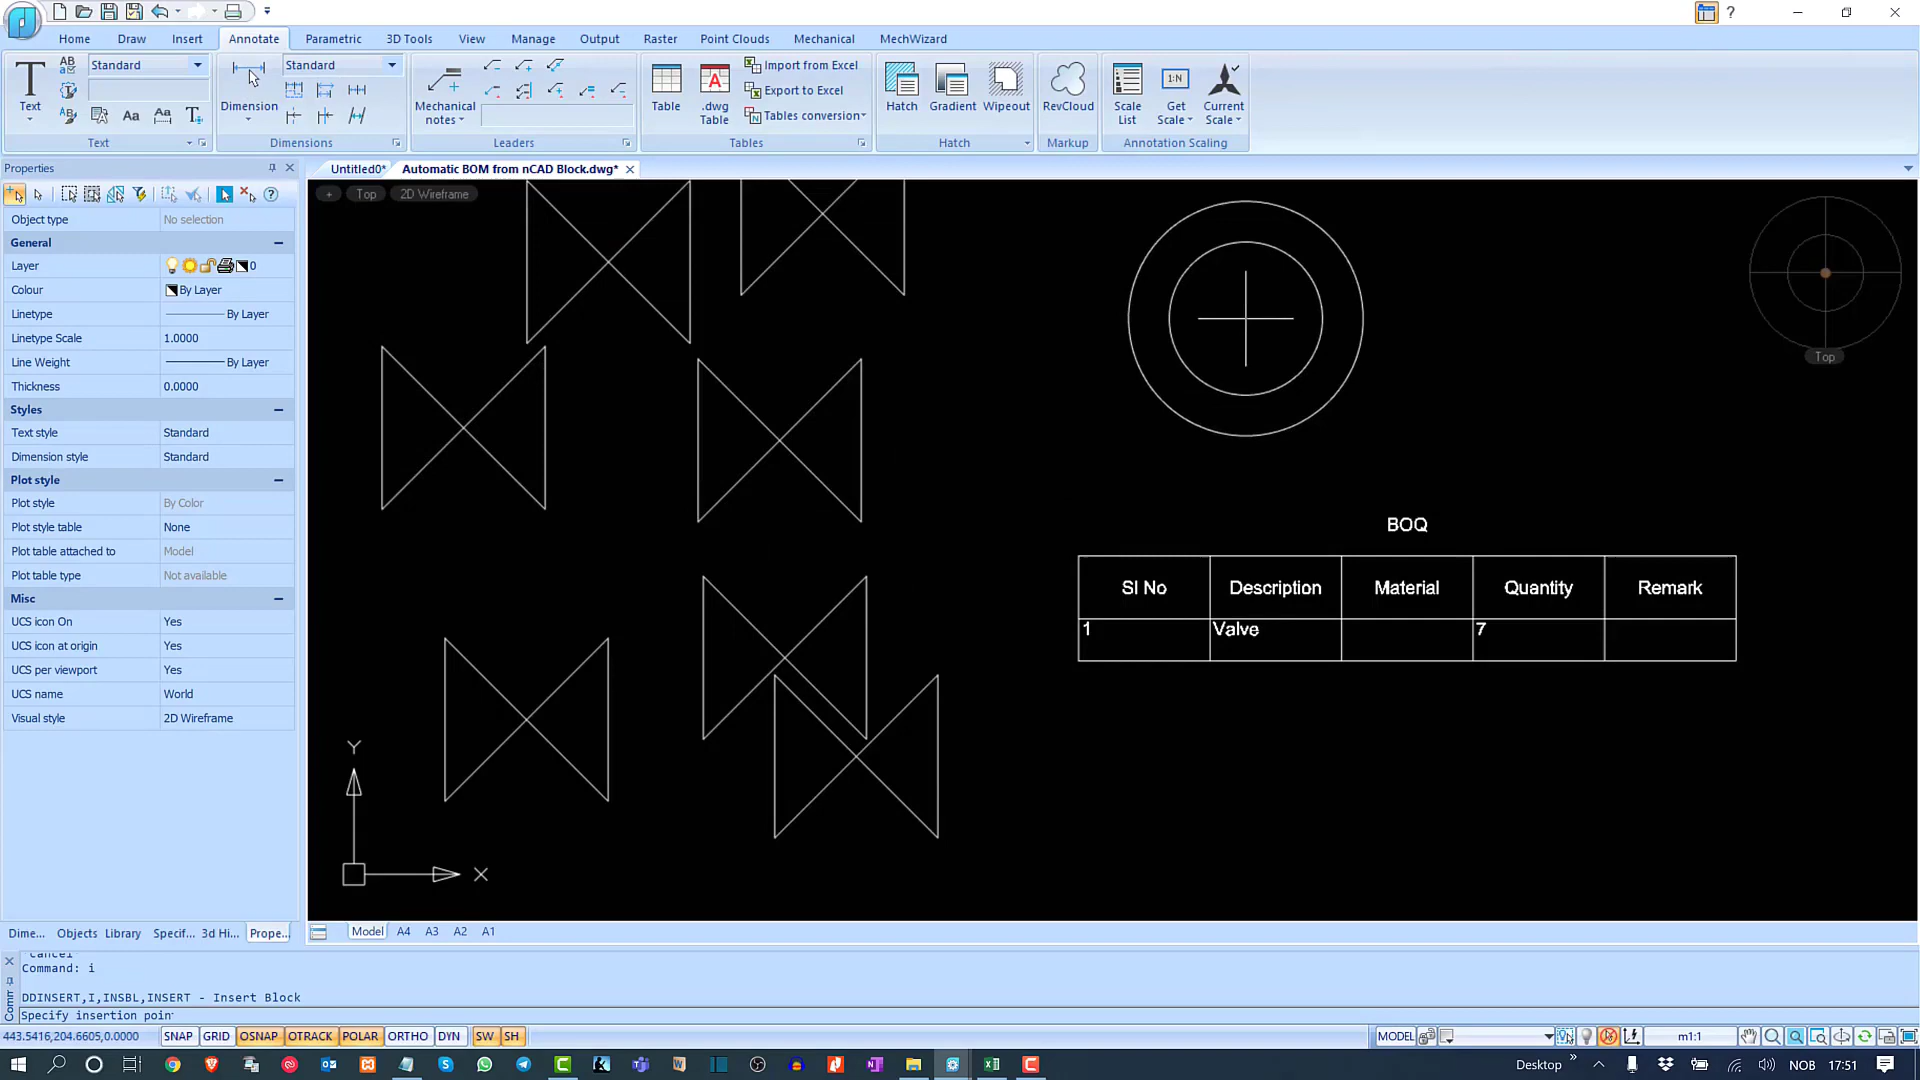 Home Draw Insert Annotate Parametric 3D Tools View Manage Output Raster Point Clouds Mechanical MechWizard
Standard
Standard
Text
Dimension
Mechanical notes
Table
.dwg Table
Import from Excel
Export to Excel
Tables conversion
Hatch
Gradient
Wipeout
RevCloud
Scale List
Get Scale
Current Scale
Text Dimensions Leaders Tables Hatch Markup Annotation Scaling
Properties
Untitled0*
Automatic BOM from nCAD Block.dwg*
+ Top 2D Wireframe
Object type No selection
General
Layer 0
Colour By Layer
Linetype By Layer
Linetype Scale 1.0000
Line Weight By Layer
Thickness 0.0000
Styles
Text style Standard
Dimension style Standard
Plot style
Plot style By Color
Plot style table None
Plot table attached to Model
Plot table type Not available
Misc
UCS icon On Yes
UCS icon at origin Yes
UCS per viewport Yes
UCS name World
Visual style 2D Wireframe
Top
BOQ
Sl No Description Material Quantity Remark
1 Valve 7
Y
X
Dime... Objects Library Specif... 3d Hi... Prope...
Model A4 A3 A2 A1
Comm
Cancel
Command: i
DDINSERT,I,INSBL,INSERT - Insert Block
Specify insertion poin
443.5416,204.6605,0.0000 SNAP GRID OSNAP OTRACK POLAR ORTHO DYN SW SH MODEL m1:1
Desktop NOB 17:51